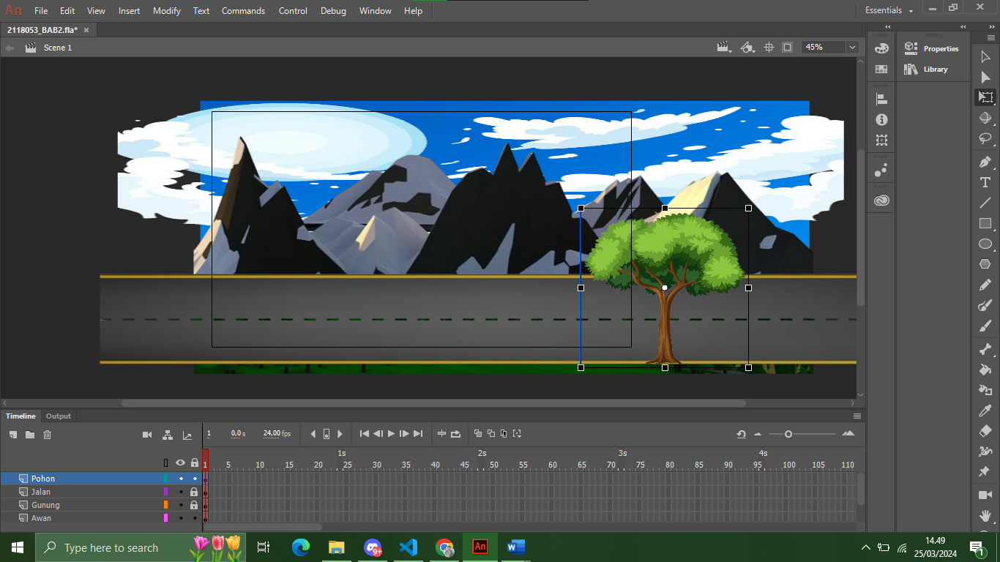 An File Edit View Insert Modify Text Commands Control Debug Window Help Essentials
2118053_BAB2.fla* ×
Scene 1 45%
Properties
Library
Timeline Output
1 0,0 s 24,00 fps
1s 2s 3s 4s
1 5 10 15 20 25 30 35 40 45 50 55 60 65 70 75 80 85 90 95 100 105 110
Pohon
Jalan
Gunung
Awan
Type here to search 9+ An 14.49
25/03/2024 1